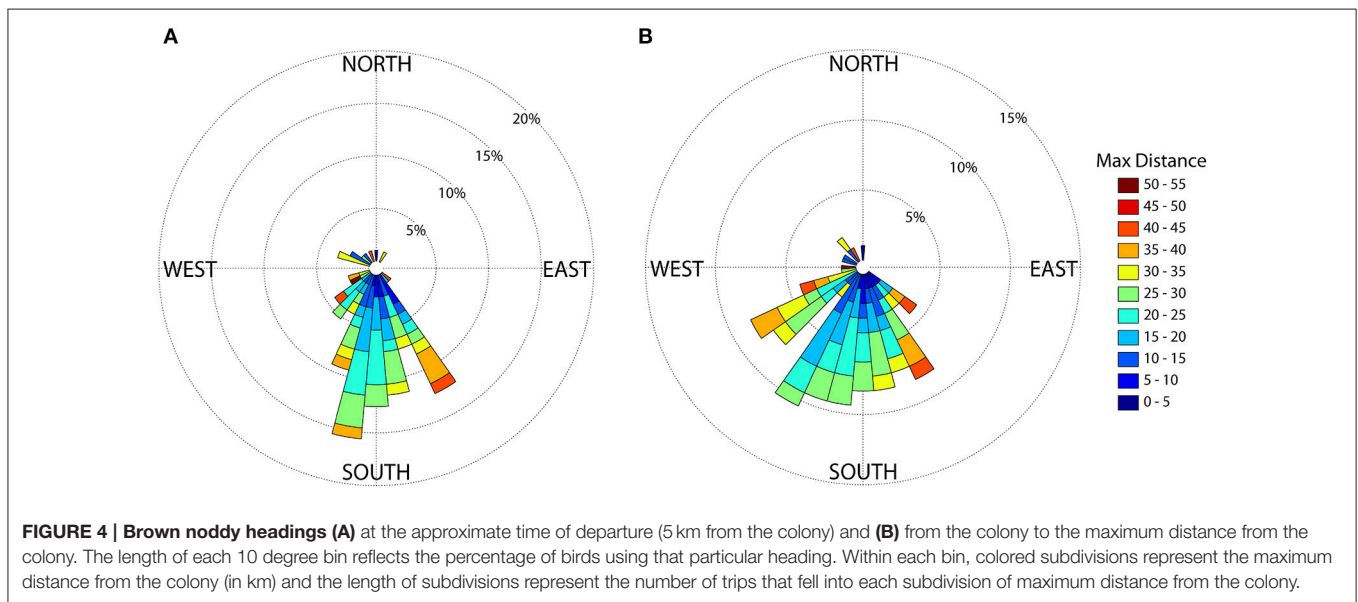 A
NORTH
20%
15%
10%
5%
WEST
EAST
SOUTH
B
NORTH
15%
10%
5%
WEST
EAST
SOUTH
Max Distance
50 - 55
45 - 50
40 - 45
35 - 40
30 - 35
25 - 30
20 - 25
15 - 20
10 - 15
5 - 10
0 - 5
FIGURE 4 | Brown noddy headings (A) at the approximate time of departure (5 km from the colony) and (B) from the colony to the maximum distance from the
colony. The length of each 10 degree bin reflects the percentage of birds using that particular heading. Within each bin, colored subdivisions represent the maximum
distance from the colony (in km) and the length of subdivisions represent the number of trips that fell into each subdivision of maximum distance from the colony.